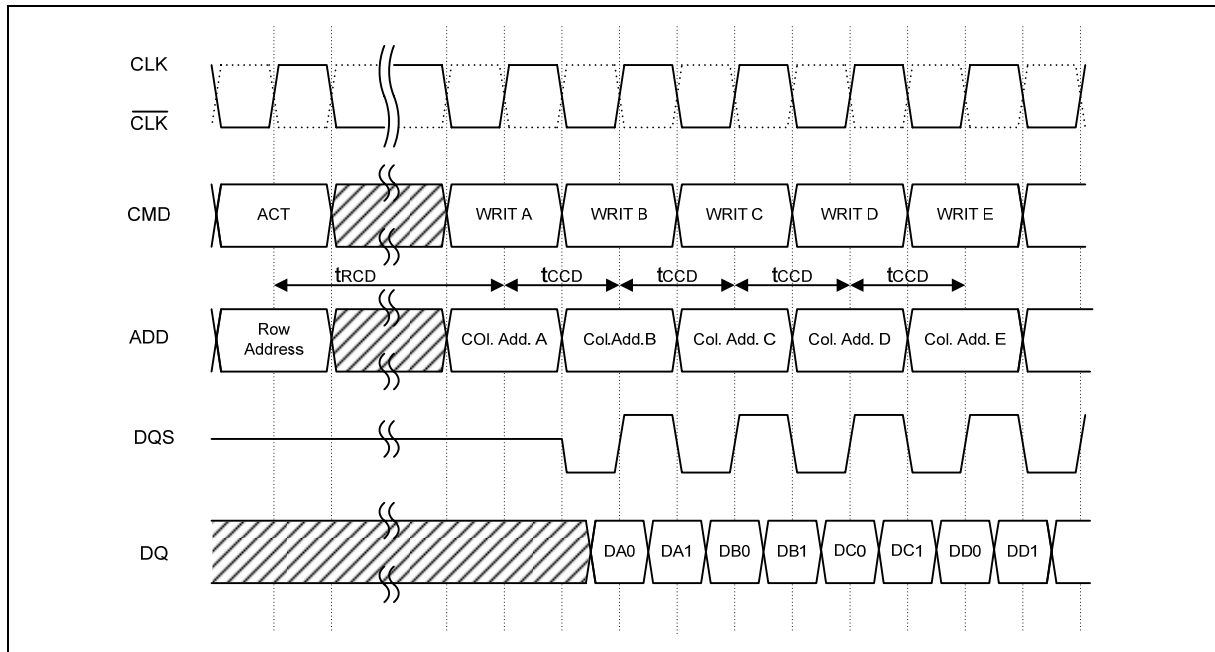 CLK
CLK
CMD
ACT
WRIT A
WRIT B
WRIT C
WRIT D
WRIT E
tRCD
tCCD
tCCD
tCCD
tCCD
ADD
Row
Address
COl. Add. A
Col.Add.B
Col. Add. C
Col. Add. D
Col. Add. E
DQS
DQ
DA0
DA1
DB0
DB1
DC0
DC1
DD0
DD1